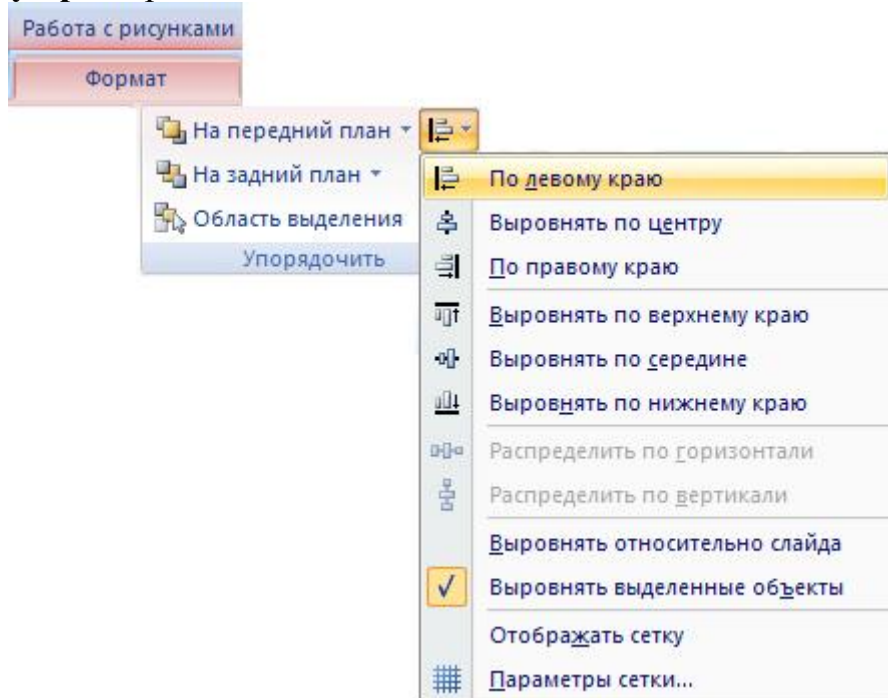 Работа с рисунками
Формат
На передний план
На задний план
Область выделения
Упорядочить
По левому краю
Выровнять по центру
По правому краю
Выровнять по верхнему краю
Выровнять по середине
Выровнять по нижнему краю
Распределить по горизонтали
Распределить по вертикали
Выровнять относительно слайда
Выровнять выделенные объекты
Отображать сетку
Параметры сетки...